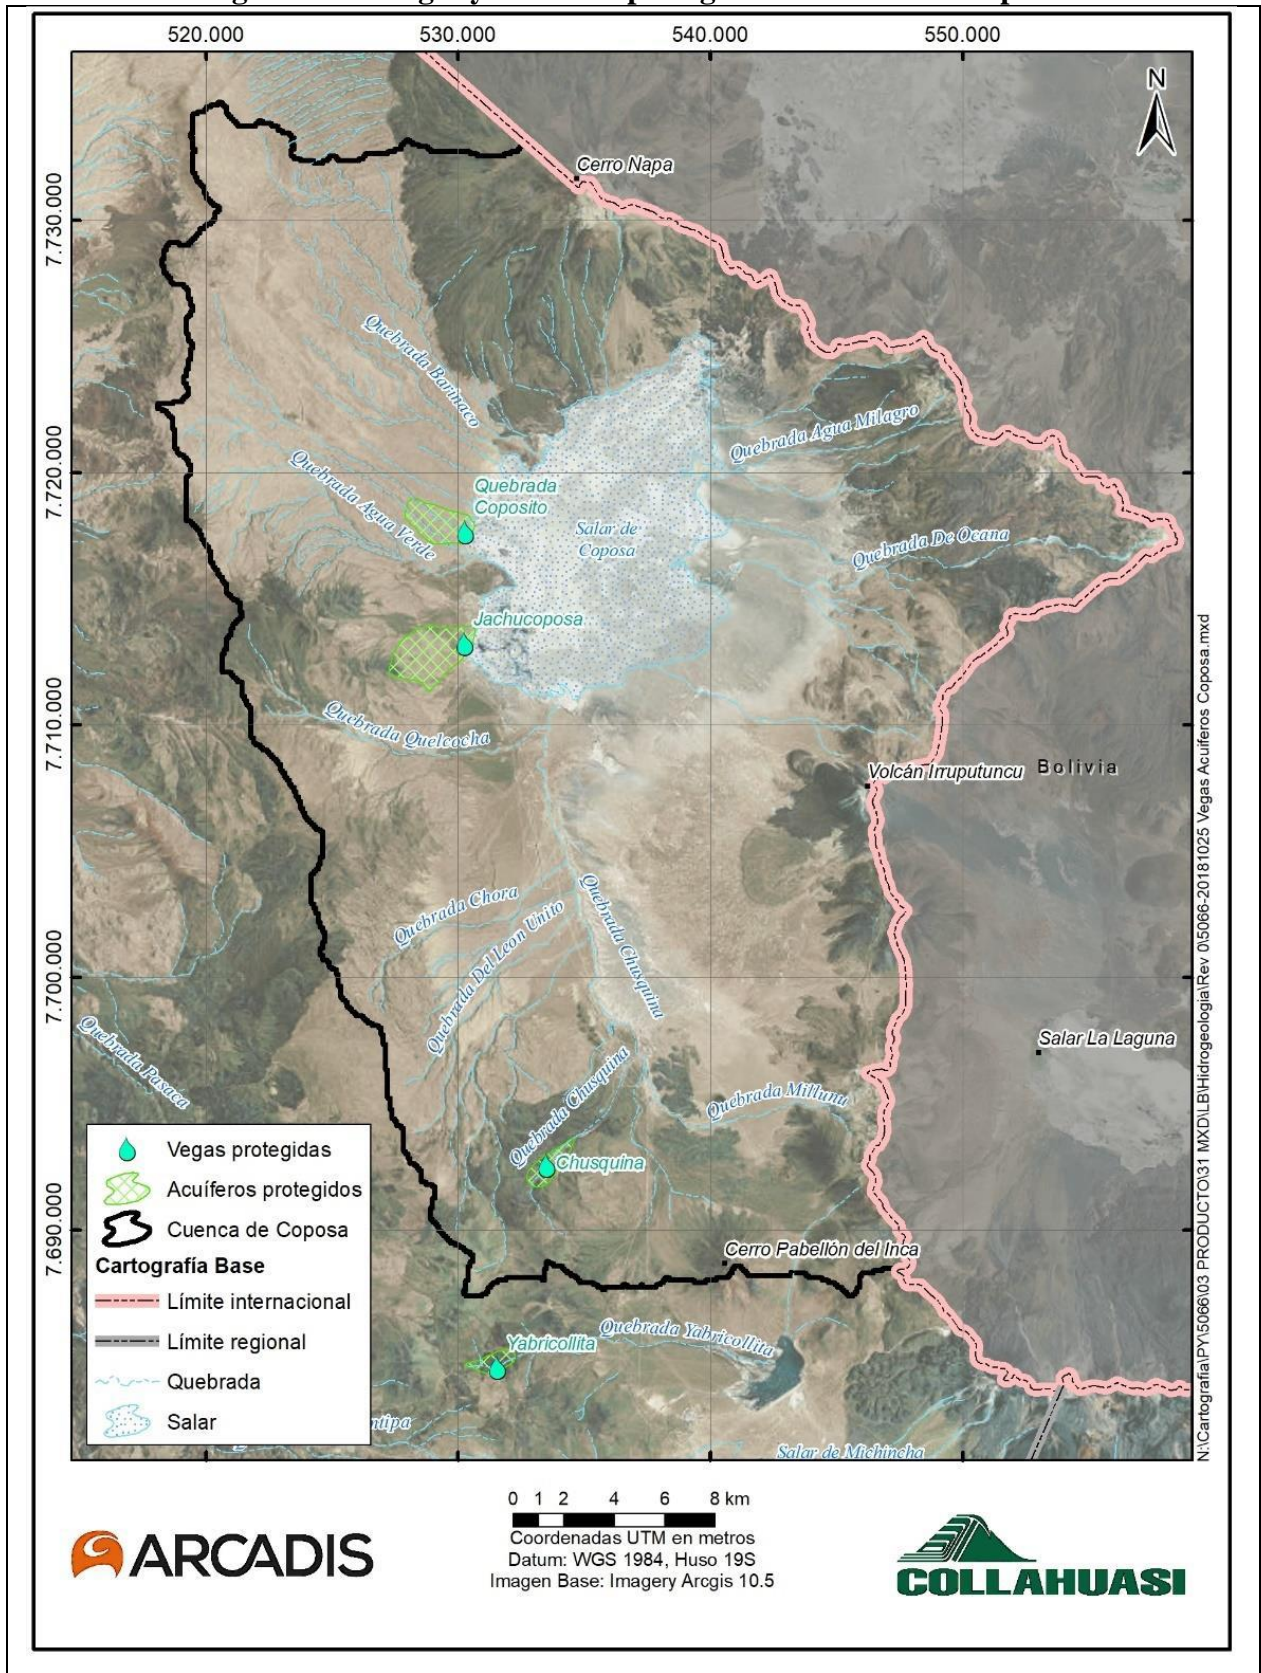 520.000 530.000 540.000 550.000
N
Cerro Napa
7.730.000
Quebrada Barinaco
Quebrada Agua Milagro
7.720.000
Quebrada Agua Verde
Quebrada
Coposito
Salar de
Coposa
Quebrada De Ocana
Jachucoposa
7.710.000
Quebrada Quelcocha
Volcán Irruputuncu
Bolivia
Quebrada Chora
Quebrada Del Leon Unito
Quebrada Chusquina
7.700.000
Quebrada Pasaca
Salar La Laguna
Quebrada Chusquina
Quebrada Millunu
Chusquina
7.690.000
Cerro Pabellón del Inca
Yabricollita
Quebrada Yabricollita
ntipa
Salar de Michincha
Vegas protegidas
Acuíferos protegidos
Cuenca de Coposa
Cartografía Base
Límite internacional
Límite regional
Quebrada
Salar
N:\Cartografia\PY\5066\03 PRODUCTO\31 MXD\LB\Hidrogeologia\Rev 0\5066-20181025 Vegas Acuiferos Coposa.mxd
0 1 2 4 6 8 km
Coordenadas UTM en metros
Datum: WGS 1984, Huso 19S
Imagen Base: Imagery Arcgis 10.5
ARCADIS
COLLAHUASI